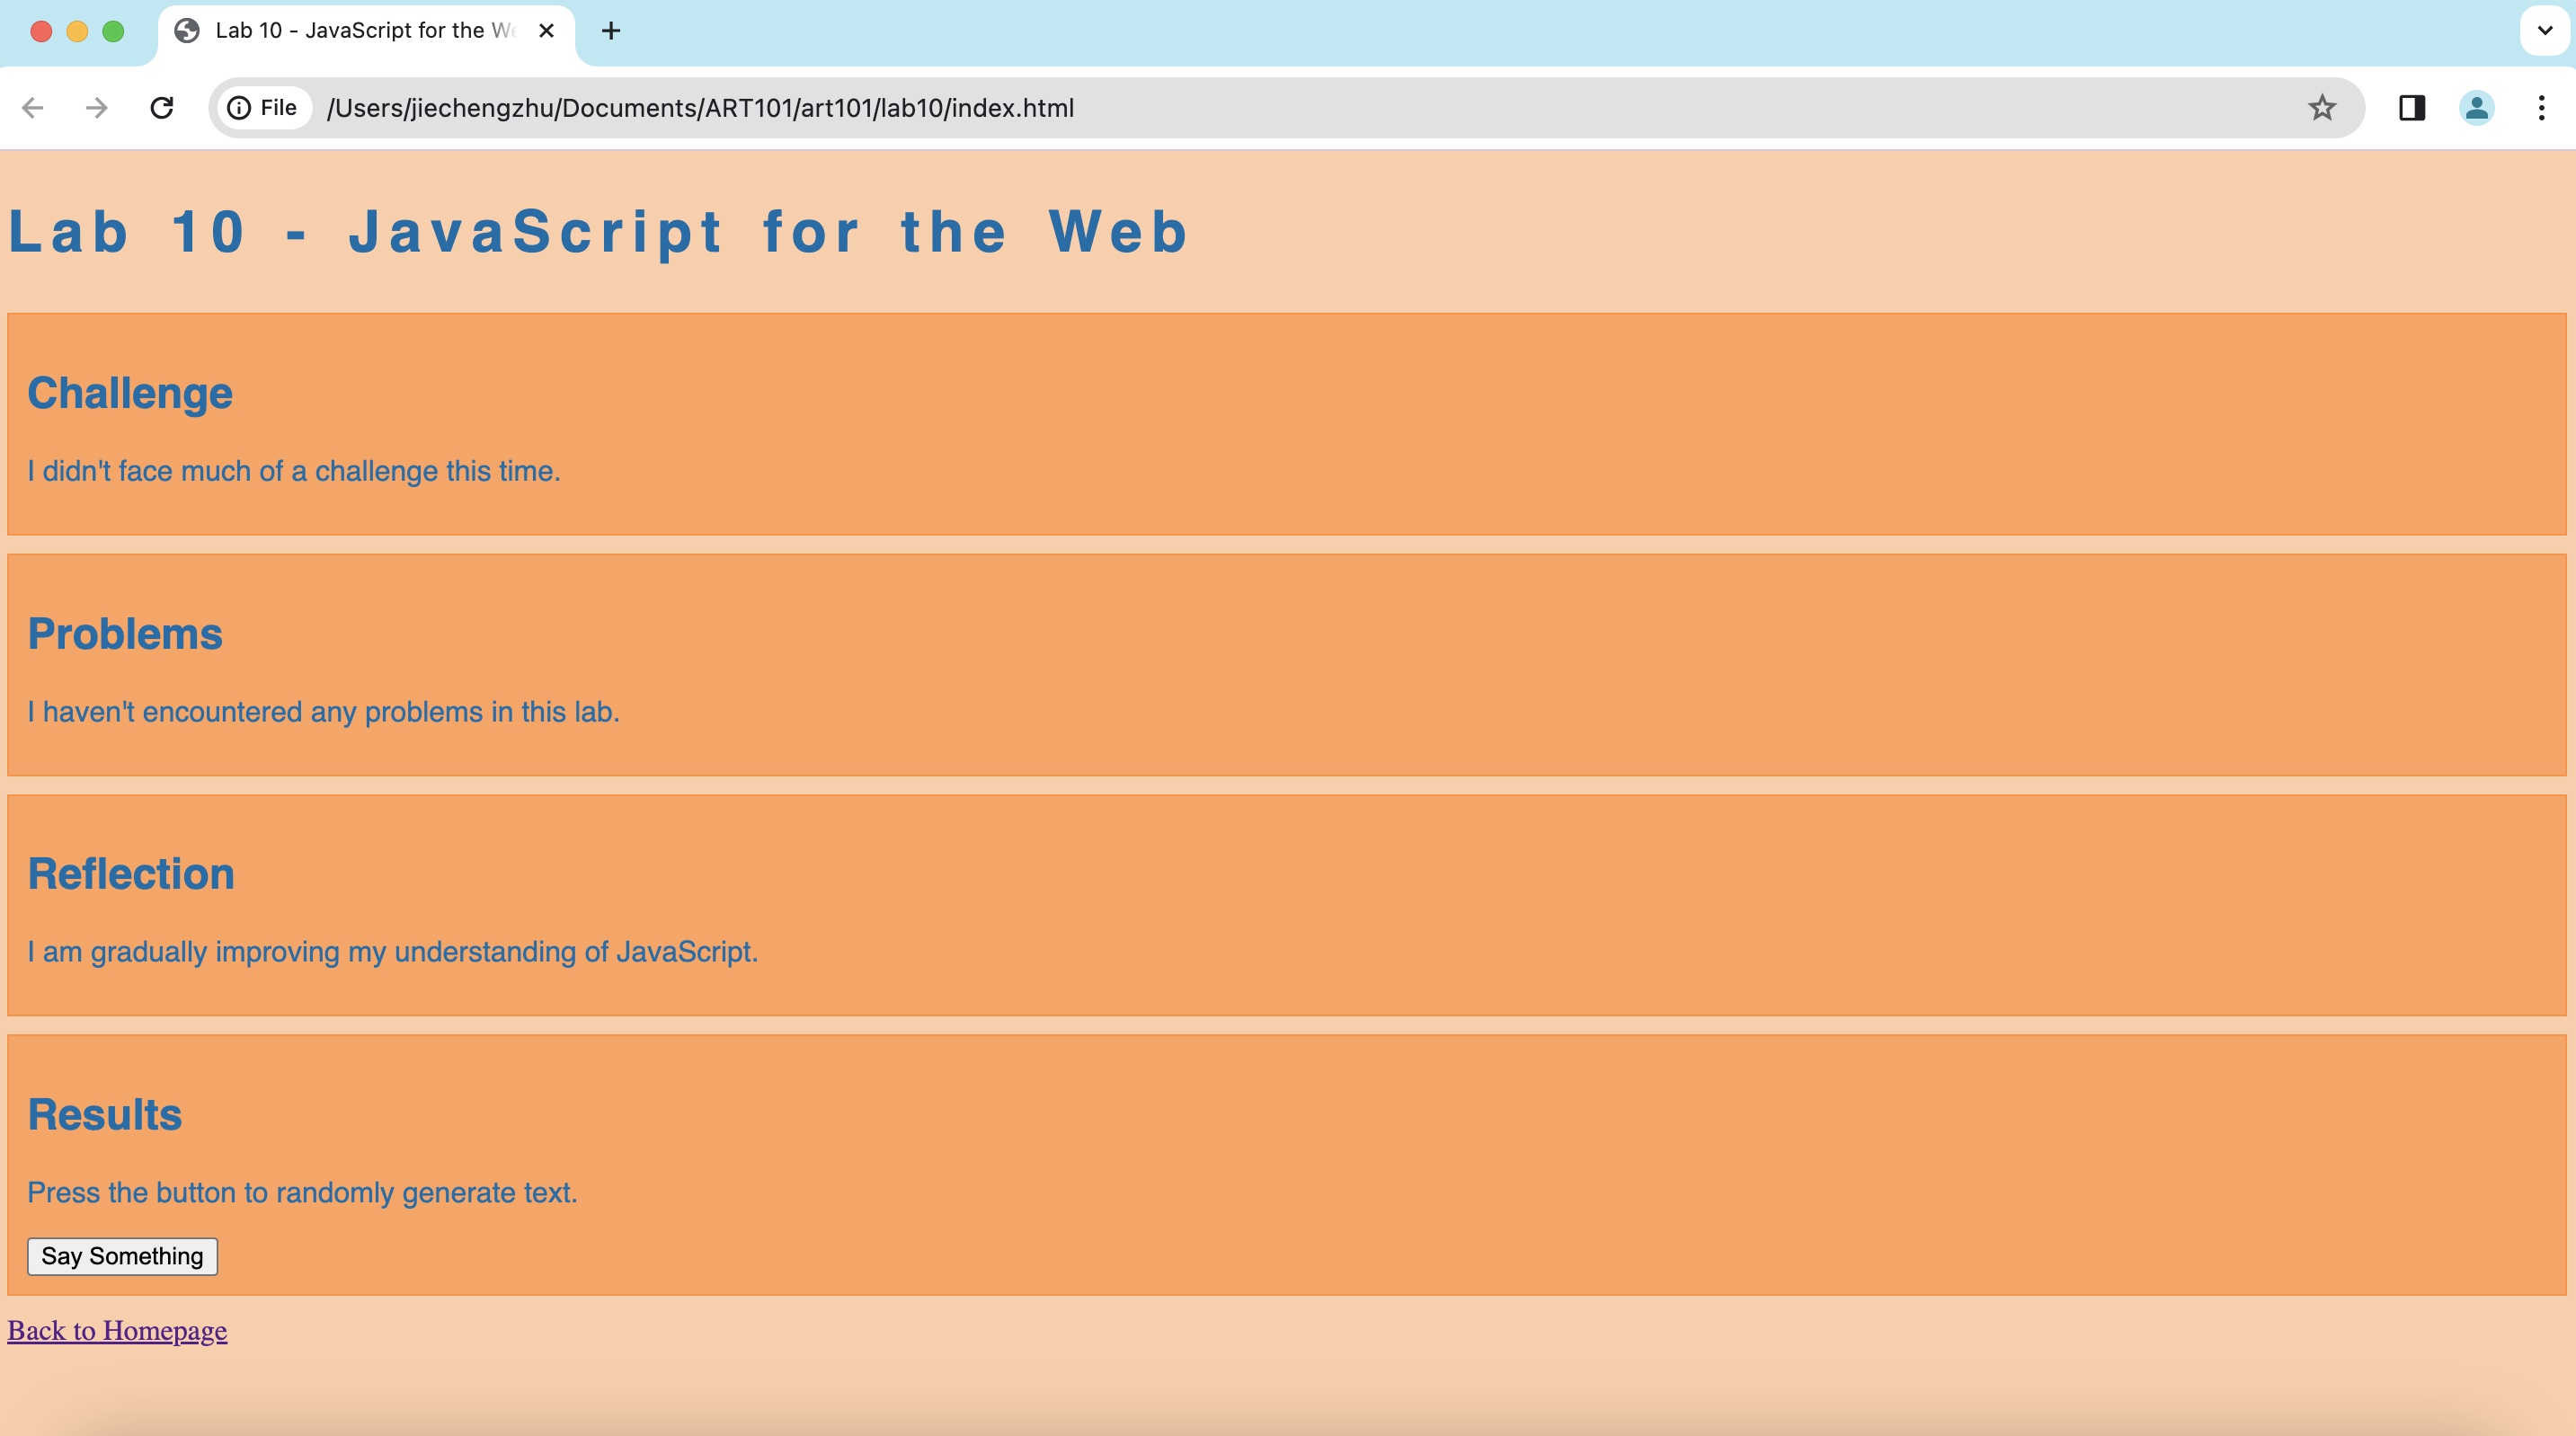 Lab 10 - JavaScript for the
File /Users/jiechengzhu/Documents/ART101/art101/lab10/index.html
Lab 10 - JavaScript for the Web
Challenge
I didn't face much of a challenge this time.
Problems
I haven't encountered any problems in this lab.
Reflection
I am gradually improving my understanding of JavaScript.
Results
Press the button to randomly generate text.
Say Something
Back to Homepage